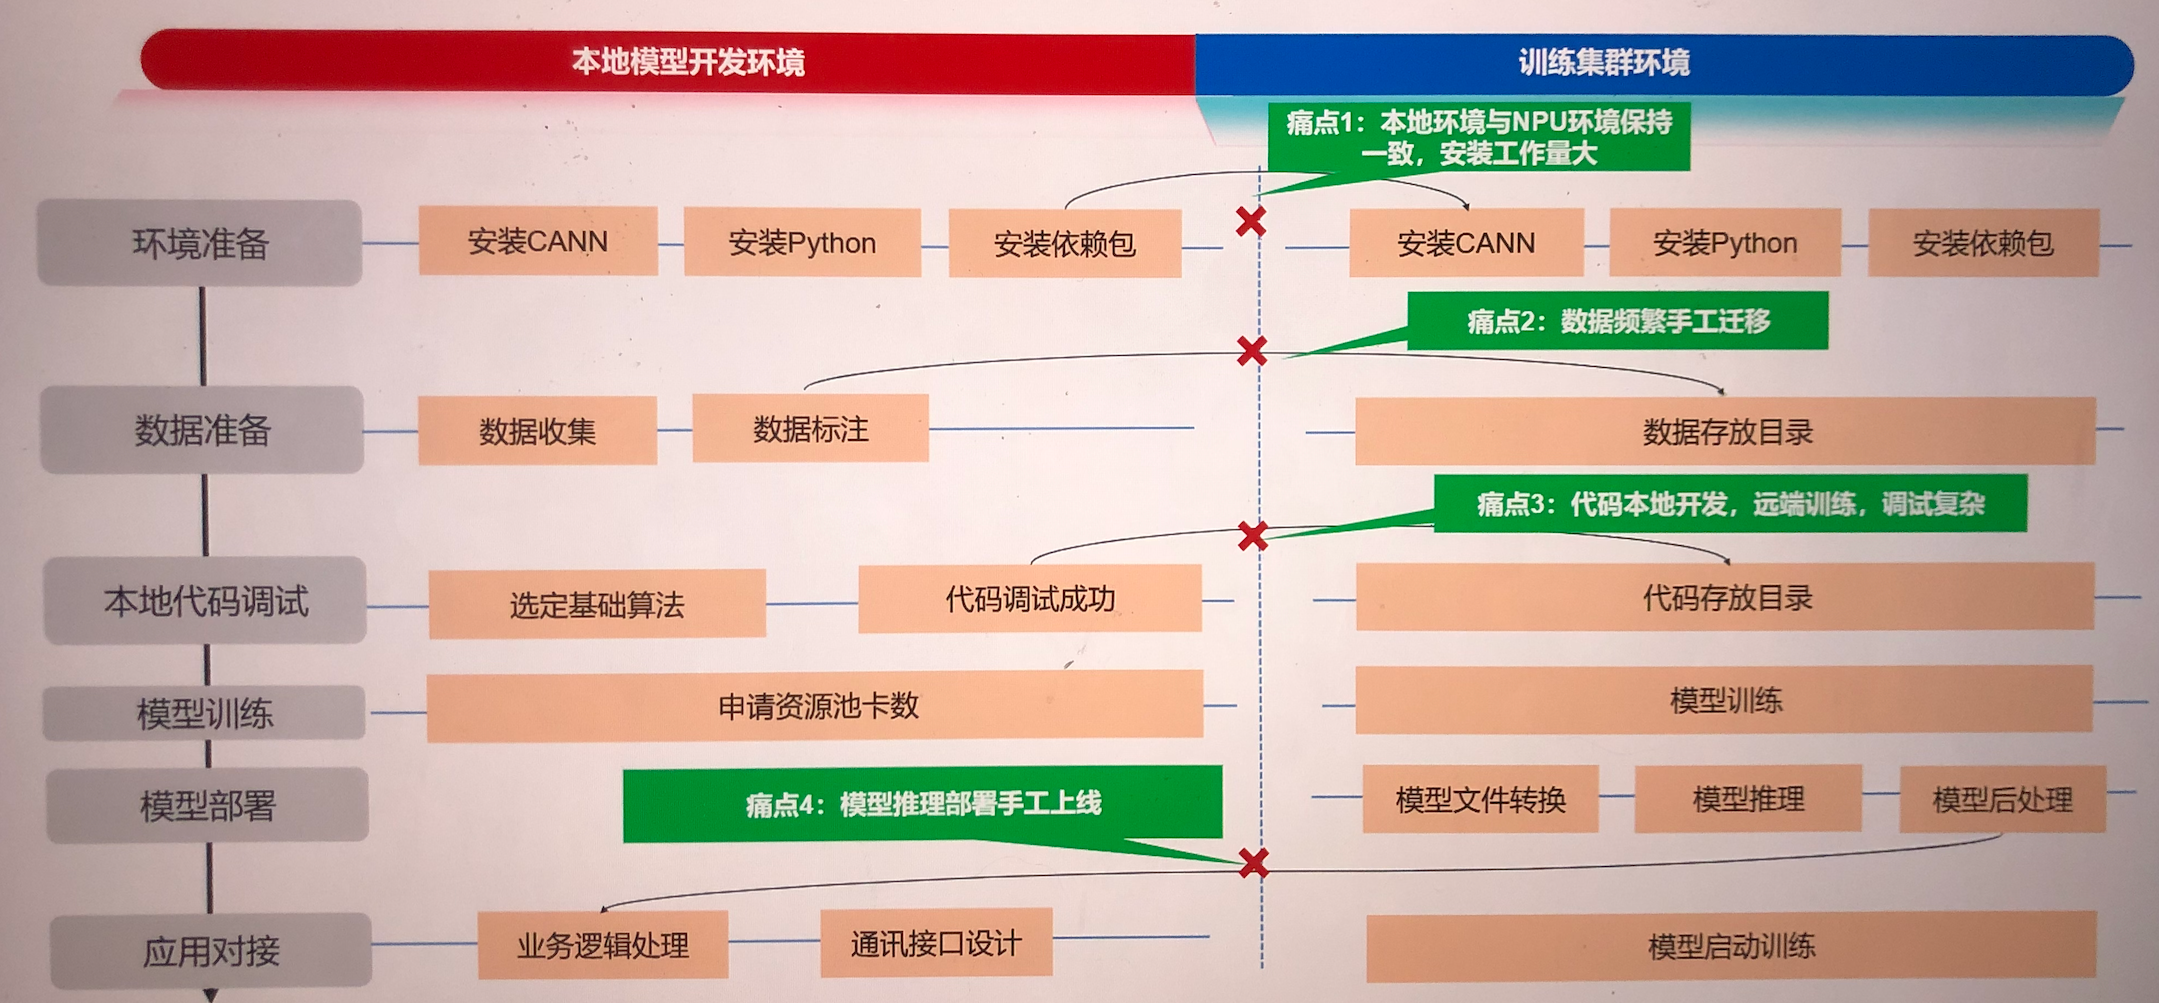 本地模型开发环境
训练集群环境
痛点1：本地环境与NPU环境保持
一致，安装工作量大
环境准备
安装CANN
安装Python
安装依赖包
安装CANN
安装Python
安装依赖包
痛点2：数据频繁手工迁移
数据准备
数据收集
数据标注
数据存放目录
痛点3：代码本地开发，远端训练，调试复杂
本地代码调试
选定基础算法
代码调试成功
代码存放目录
模型训练
申请资源池卡数
模型训练
模型部署
痛点4：模型推理部署手工上线
模型文件转换
模型推理
模型后处理
应用对接
业务逻辑处理
通讯接口设计
模型启动训练